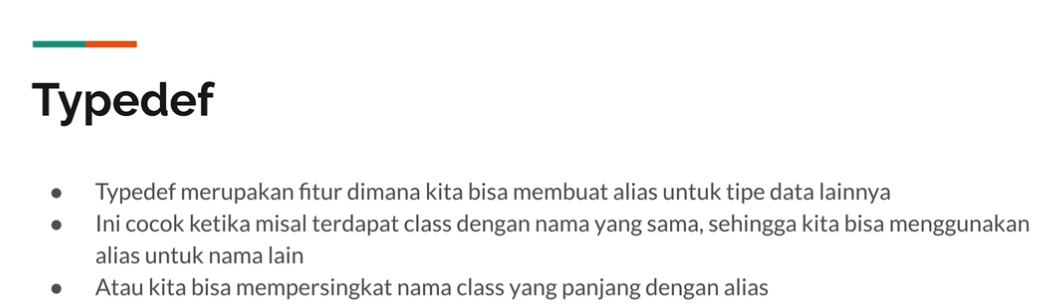 Typedef
● Typedef merupakan fitur dimana kita bisa membuat alias untuk tipe data lainnya
● Ini cocok ketika misal terdapat class dengan nama yang sama, sehingga kita bisa menggunakan
alias untuk nama lain
● Atau kita bisa mempersingkat nama class yang panjang dengan alias